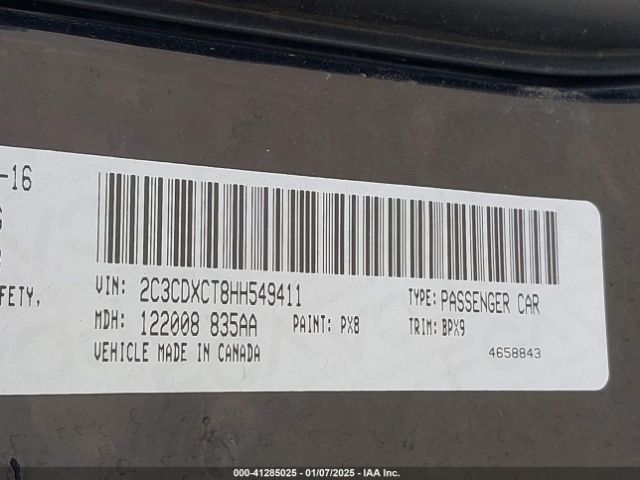 -16
FETY,
VIN: 2C3CDXCT8HH549411
TYPE: PASSENGER CAR
MDH: 122008 835AA
PAINT: PX8
TRIM: BPX9
VEHICLE MADE IN CANADA
4658843
000-41285025 - 01/07/2025 - IAA Inc.